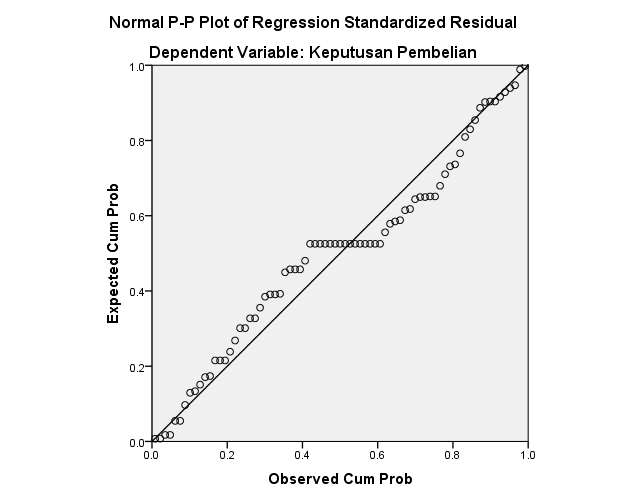 Normal P-P Plot of Regression Standardized Residual
Dependent Variable: Keputusan Pembelian
Expected Cum Prob
1.0
0.8
0.6
0.4
0.2
0.0
0.0 0.2 0.4 0.6 0.8 1.0
Observed Cum Prob